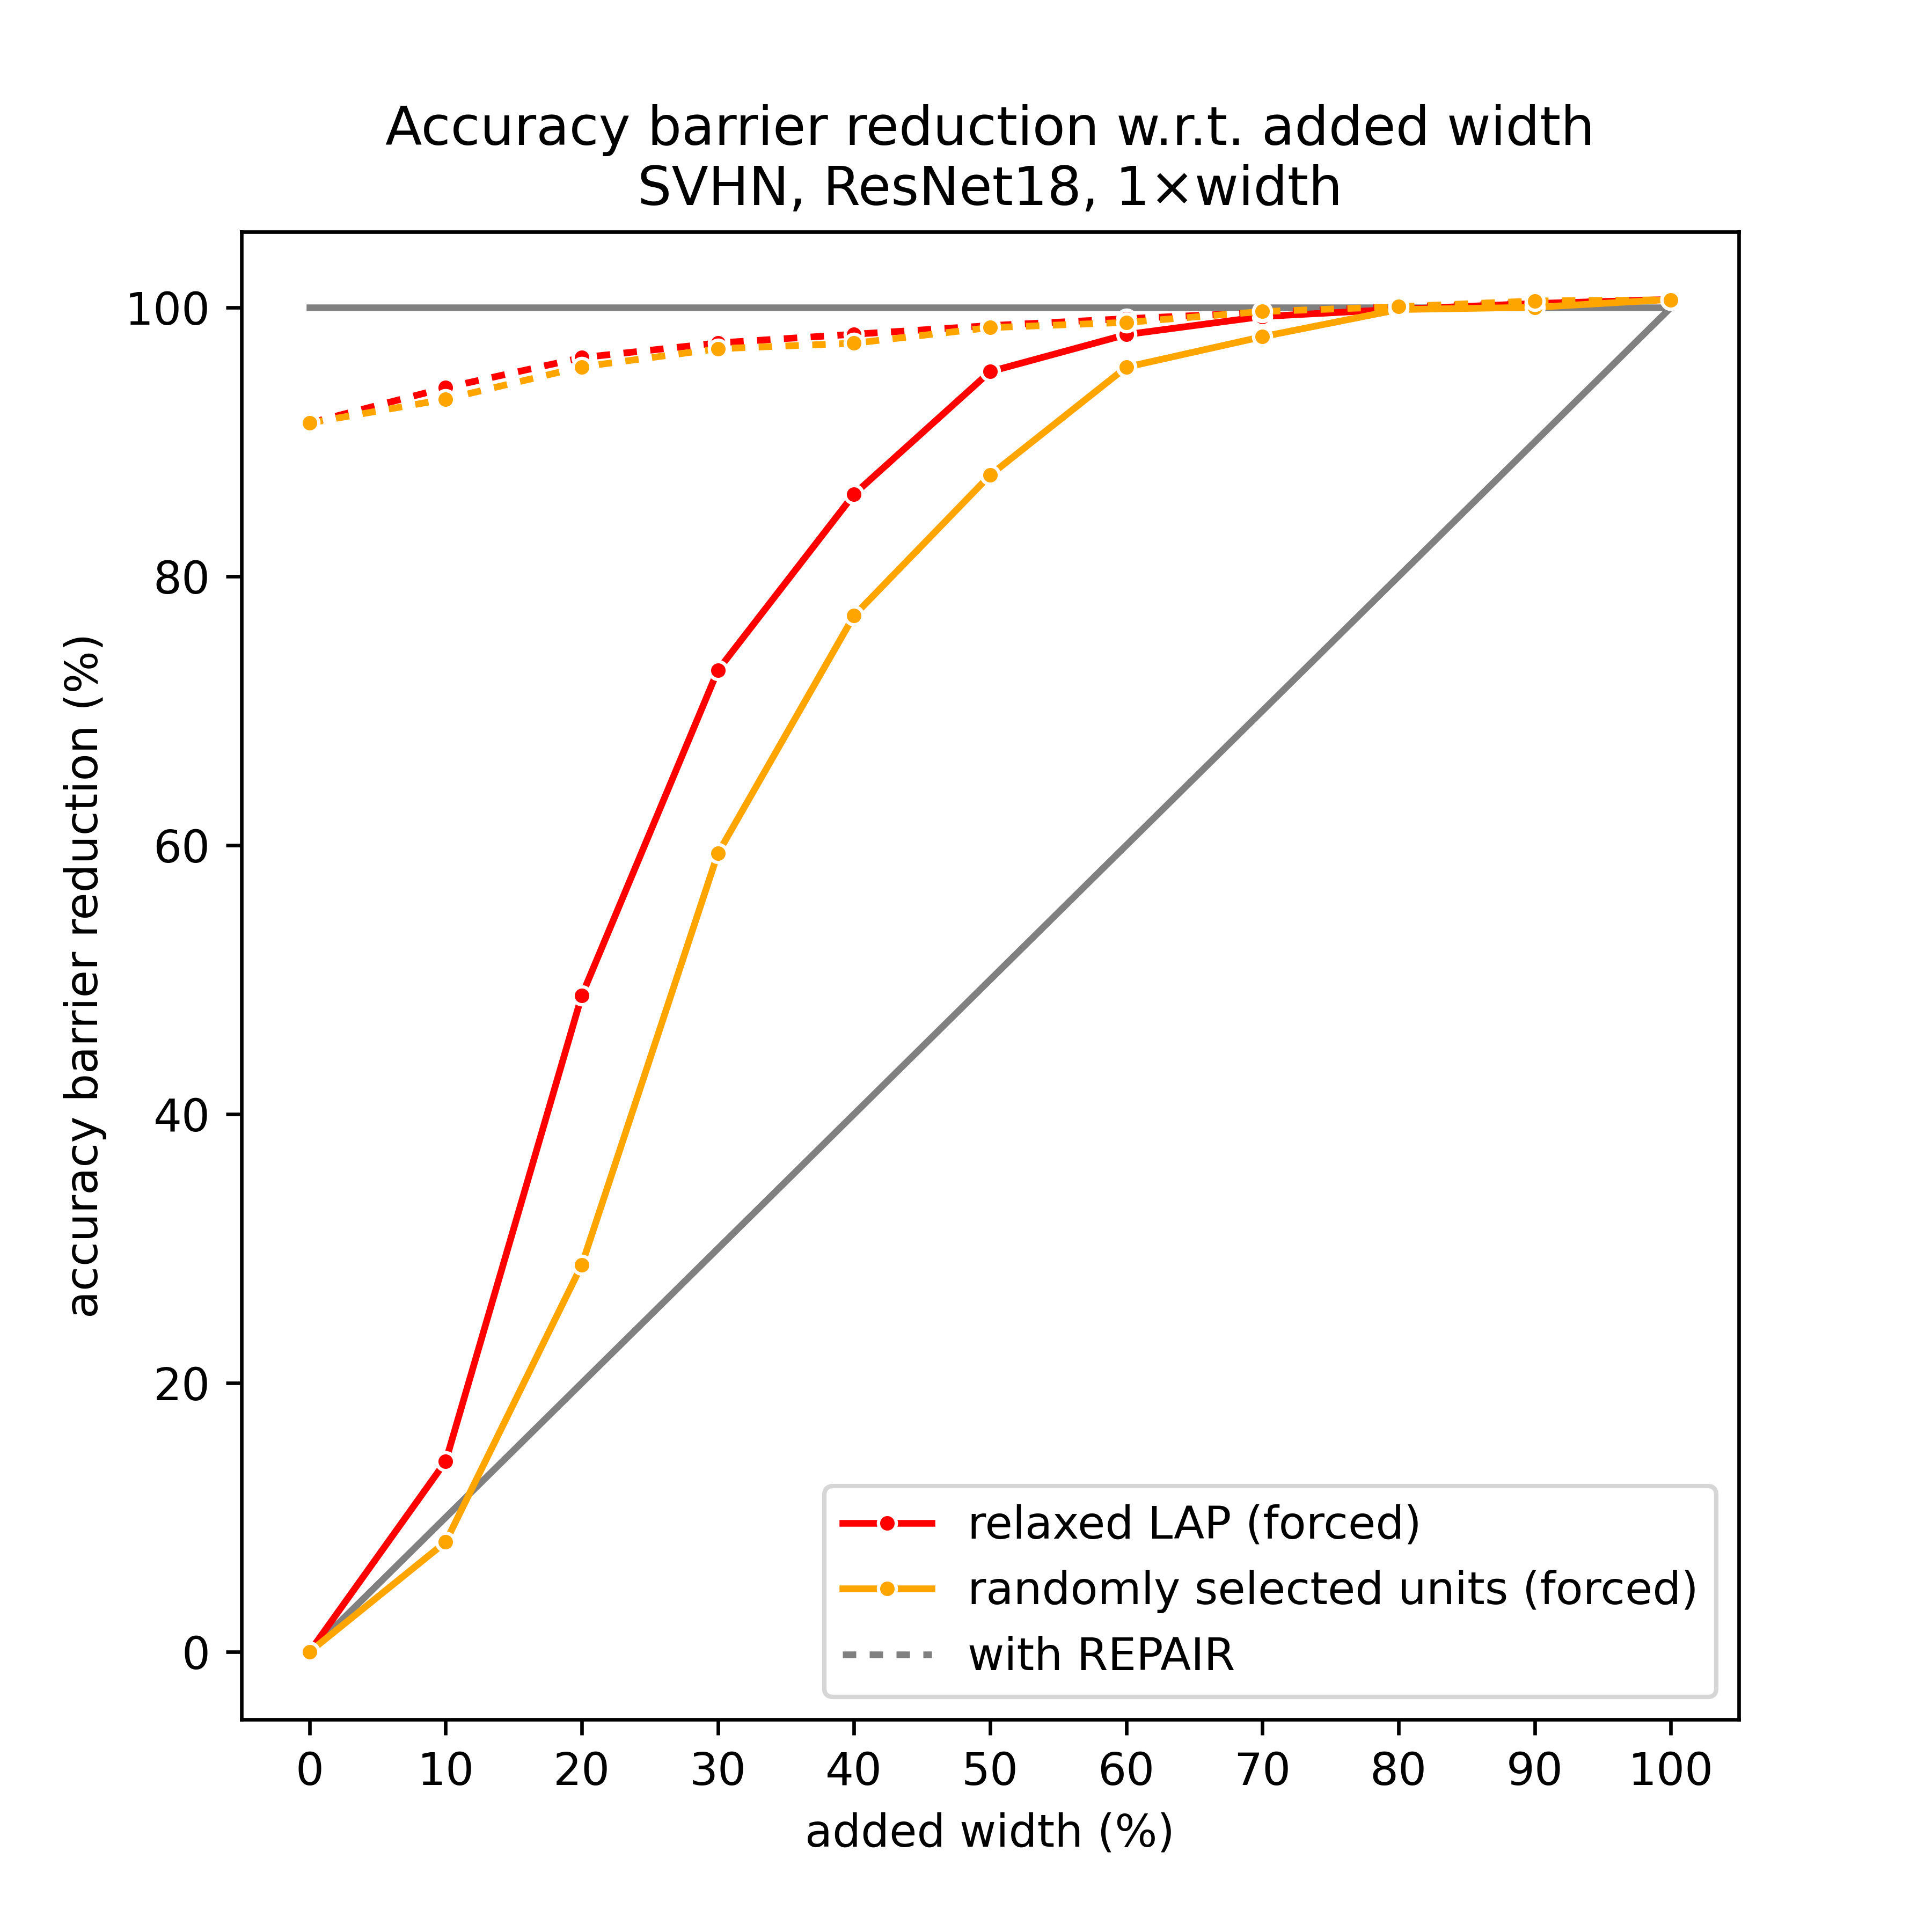 Accuracy barrier reduction w.r.t. added width
SVHN, ResNet18, 1×width
accuracy barrier reduction (%)
100
80
60
40
20
0
relaxed LAP (forced)
randomly selected units (forced)
with REPAIR
0 10 20 30 40 50 60 70 80 90 100
added width (%)